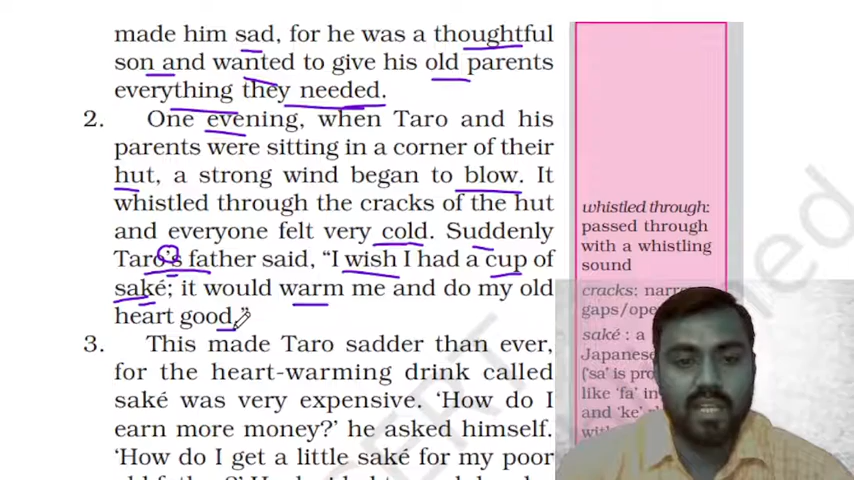 made him sad, for he was a thoughtful
son and wanted to give his old parents
everything they needed.
2. One evening, when Taro and his
parents were sitting in a corner of their
hut, a strong wind began to blow. It
whistled through the cracks of the hut
and everyone felt very cold. Suddenly
Taro's father said, “I wish I had a cup of
saké; it would warm me and do my old
heart good.”
3. This made Taro sadder than ever,
for the heart-warming drink called
saké was very expensive. ‘How do I
earn more money?’ he asked himself.
‘How do I get a little saké for my poor
whistled through:
passed through
with a whistling
sound
cracks;
gaps/ope
saké : a
Japanese
('sa' is pro
like 'fa' in
and 'ke'